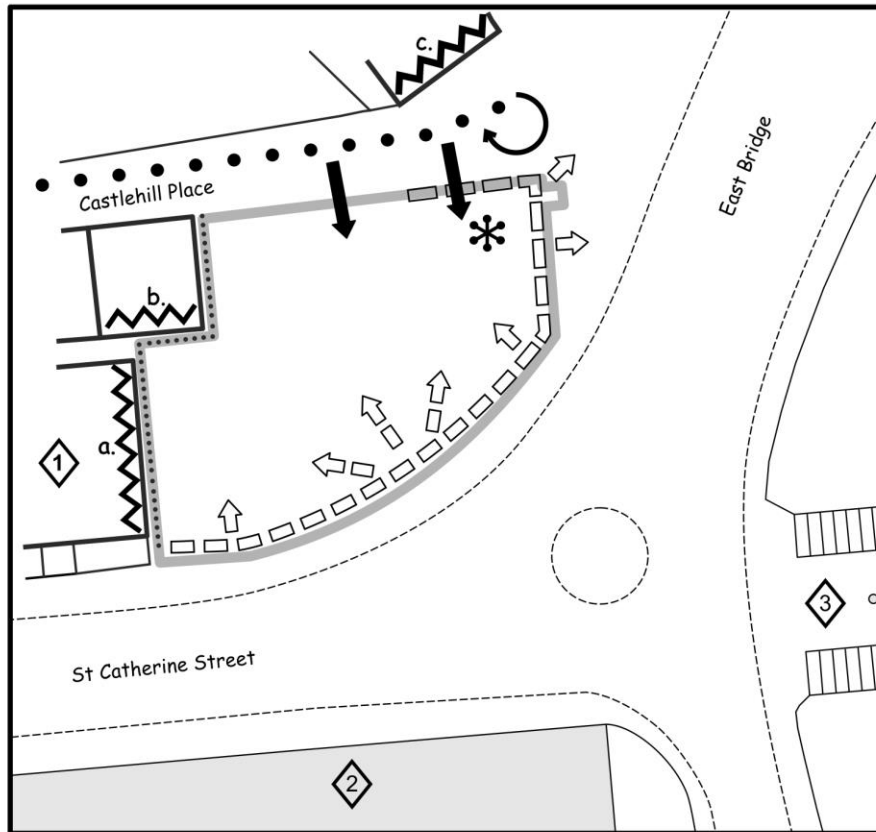 c.
East Bridge
Castlehill Place
b.
a.
1
3
St Catherine Street
2